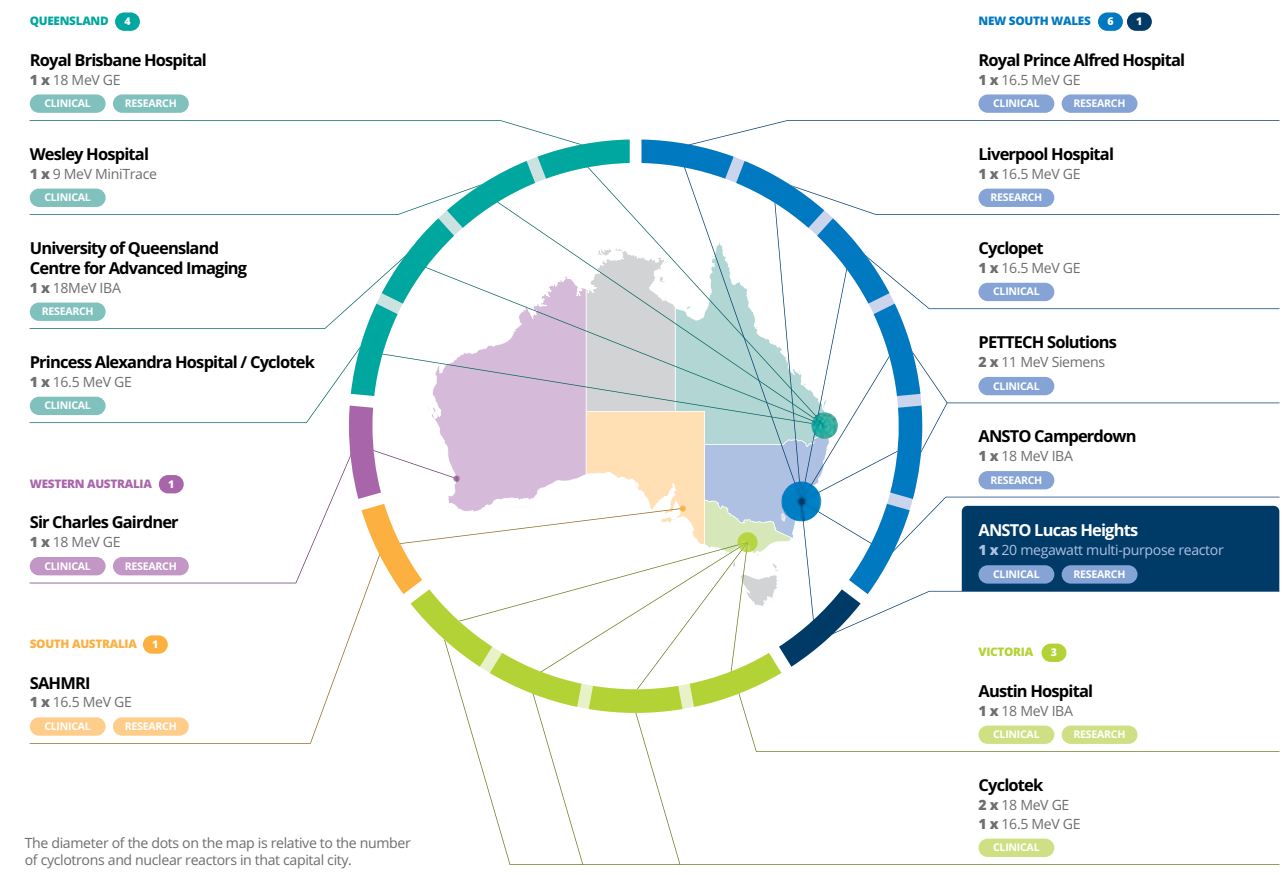 QUEENSLAND 4
Royal Brisbane Hospital
1 x 18 MeV GE
CLINICAL RESEARCH
Wesley Hospital
1 x 9 MeV MiniTrace
CLINICAL
University of Queensland
Centre for Advanced Imaging
1 x 18MeV IBA
RESEARCH
Princess Alexandra Hospital / Cyclotek
1 x 16.5 MeV GE
CLINICAL
WESTERN AUSTRALIA 1
Sir Charles Gairdner
1 x 18 MeV GE
CLINICAL RESEARCH
SOUTH AUSTRALIA 1
SAHMRI
1 x 16.5 MeV GE
CLINICAL RESEARCH
The diameter of the dots on the map is relative to the number
of cyclotrons and nuclear reactors in that capital city.
NEW SOUTH WALES 6 1
Royal Prince Alfred Hospital
1 x 16.5 MeV GE
CLINICAL RESEARCH
Liverpool Hospital
1 x 16.5 MeV GE
RESEARCH
Cyclopet
1 x 16.5 MeV GE
CLINICAL
PETTECH Solutions
2 x 11 MeV Siemens
CLINICAL
ANSTO Camperdown
1 x 18 MeV IBA
RESEARCH
ANSTO Lucas Heights
1 x 20 megawatt multi-purpose reactor
CLINICAL RESEARCH
VICTORIA 3
Austin Hospital
1 x 18 MeV IBA
CLINICAL RESEARCH
Cyclotek
2 x 18 MeV GE
1 x 16.5 MeV GE
CLINICAL